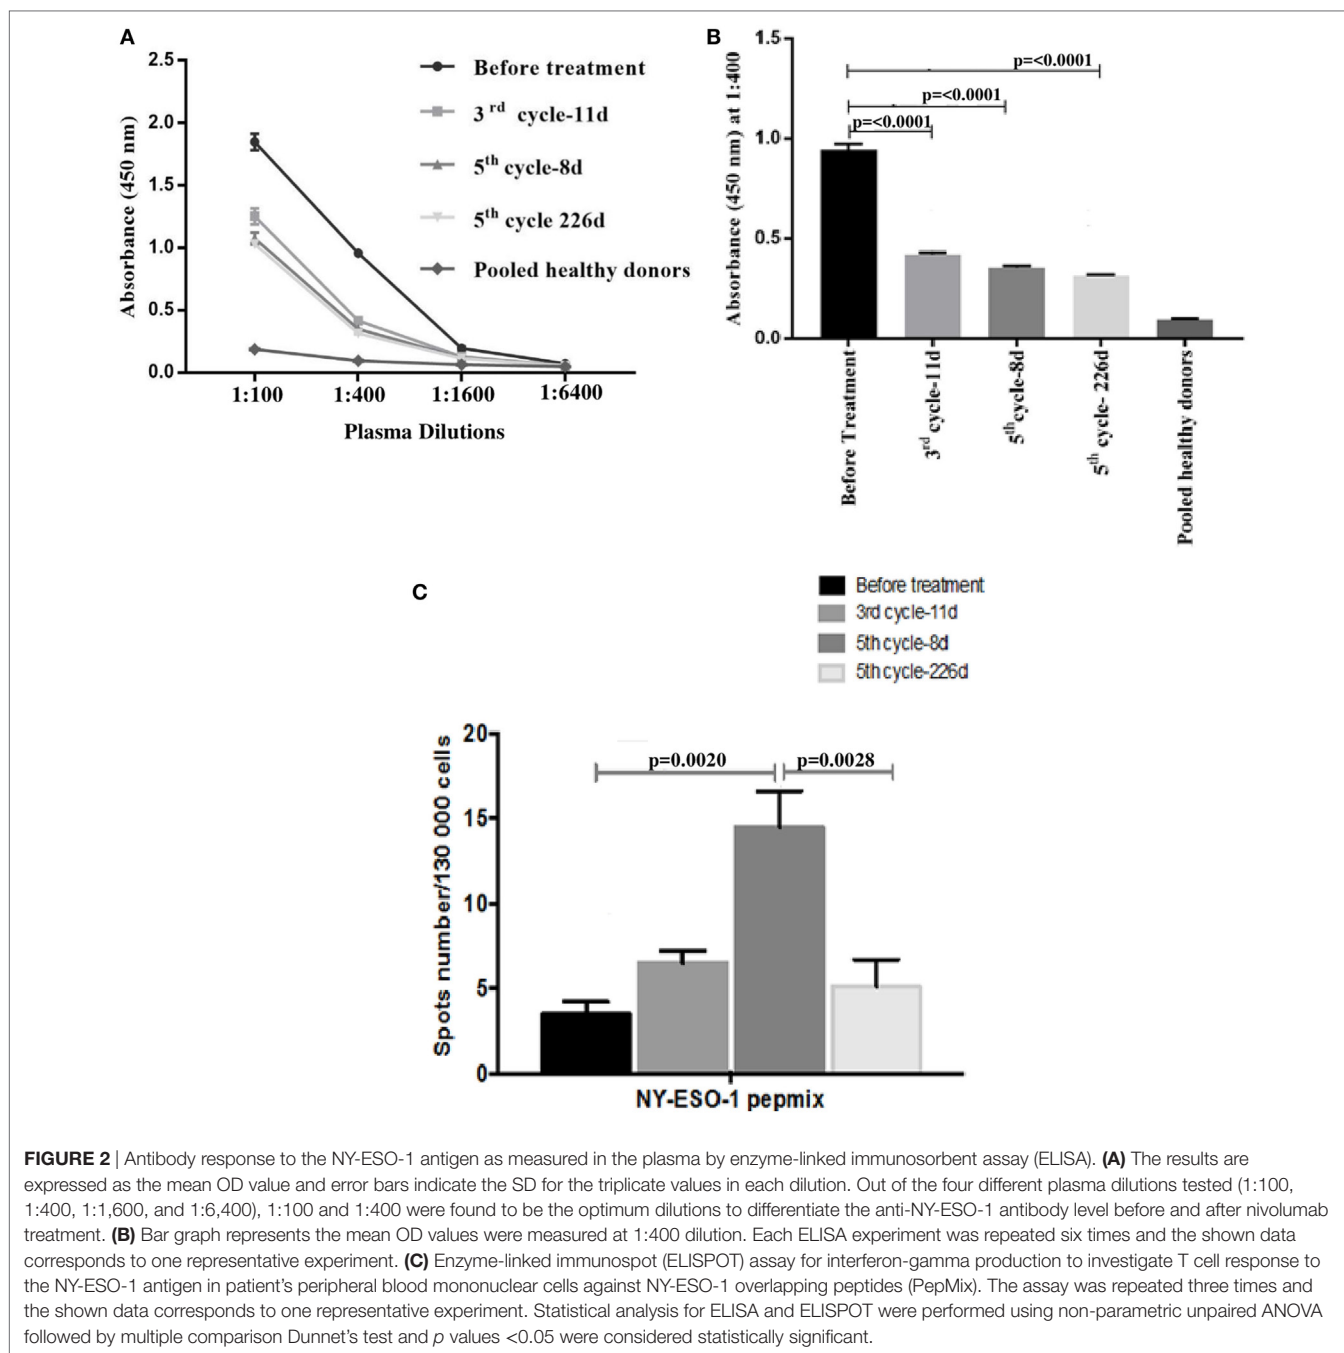 A
2.5
2.0
1.5
1.0
0.5
0.0
Absorbance (450 nm)
1:100
1:400
1:1600
1:6400
Plasma Dilutions
Before treatment
3 rd cycle-11d
5th cycle-8d
5th cycle 226d
Pooled healthy donors
B
1.5
1.0
0.5
0.0
Absorbance (450 nm) at 1:400
p=<0.0001
p=<0.0001
p=<0.0001
Before Treatment
3rd cycle-11d
5th cycle-8d
5th cycle- 226d
Pooled healthy donors
C
Before treatment
3rd cycle-11d
5th cycle-8d
5th cycle-226d
20
15
10
5
0
Spots number/130 000 cells
p=0.0020
p=0.0028
NY-ESO-1 pepmix
FIGURE 2 | Antibody response to the NY-ESO-1 antigen as measured in the plasma by enzyme-linked immunosorbent assay (ELISA). (A) The results are
expressed as the mean OD value and error bars indicate the SD for the triplicate values in each dilution. Out of the four different plasma dilutions tested (1:100,
1:400, 1:1,600, and 1:6,400), 1:100 and 1:400 were found to be the optimum dilutions to differentiate the anti-NY-ESO-1 antibody level before and after nivolumab
treatment. (B) Bar graph represents the mean OD values were measured at 1:400 dilution. Each ELISA experiment was repeated six times and the shown data
corresponds to one representative experiment. (C) Enzyme-linked immunospot (ELISPOT) assay for interferon-gamma production to investigate T cell response to
the NY-ESO-1 antigen in patient's peripheral blood mononuclear cells against NY-ESO-1 overlapping peptides (PepMix). The assay was repeated three times and
the shown data corresponds to one representative experiment. Statistical analysis for ELISA and ELISPOT were performed using non-parametric unpaired ANOVA
followed by multiple comparison Dunnet's test and p values <0.05 were considered statistically significant.